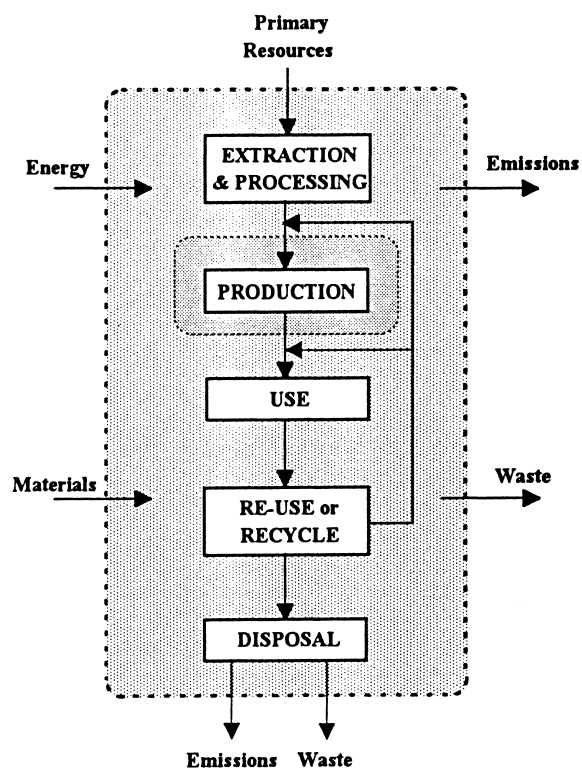 Primary
Resources
EXTRACTION
& PROCESSING
Energy
Emissions
PRODUCTION
USE
Materials
Waste
RE-USE or
RECYCLE
DISPOSAL
Emissions
Waste